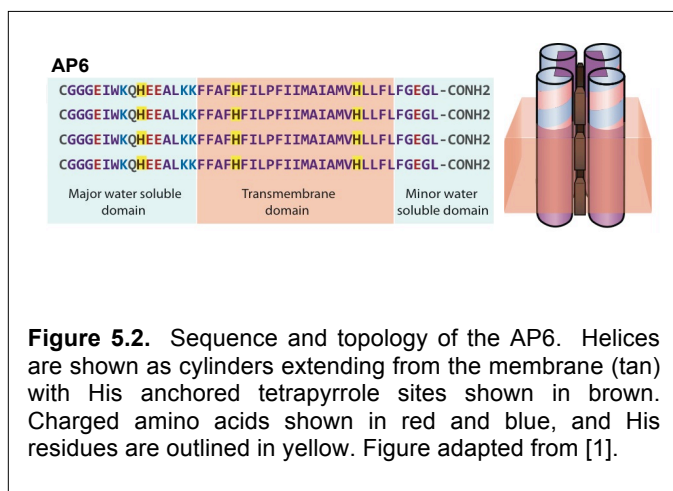 AP6
CGGGEIWKQHEEALKKFFAFHFILPFIIMAIAMVHLLFLFGEGL-CONH2
CGGGEIWKQHEEALKKFFAFHFILPFIIMAIAMVHLLFLFGEGL-CONH2
CGGGEIWKQHEEALKKFFAFHFILPFIIMAIAMVHLLFLFGEGL-CONH2
CGGGEIWKQHEEALKKFFAFHFILPFIIMAIAMVHLLFLFGEGL-CONH2
Major water soluble
domain
Transmembrane
domain
Minor water
soluble domain
Figure 5.2. Sequence and topology of the AP6. Helices
are shown as cylinders extending from the membrane (tan)
with His anchored tetrapyrrole sites shown in brown.
Charged amino acids shown in red and blue, and His
residues are outlined in yellow. Figure adapted from [1].